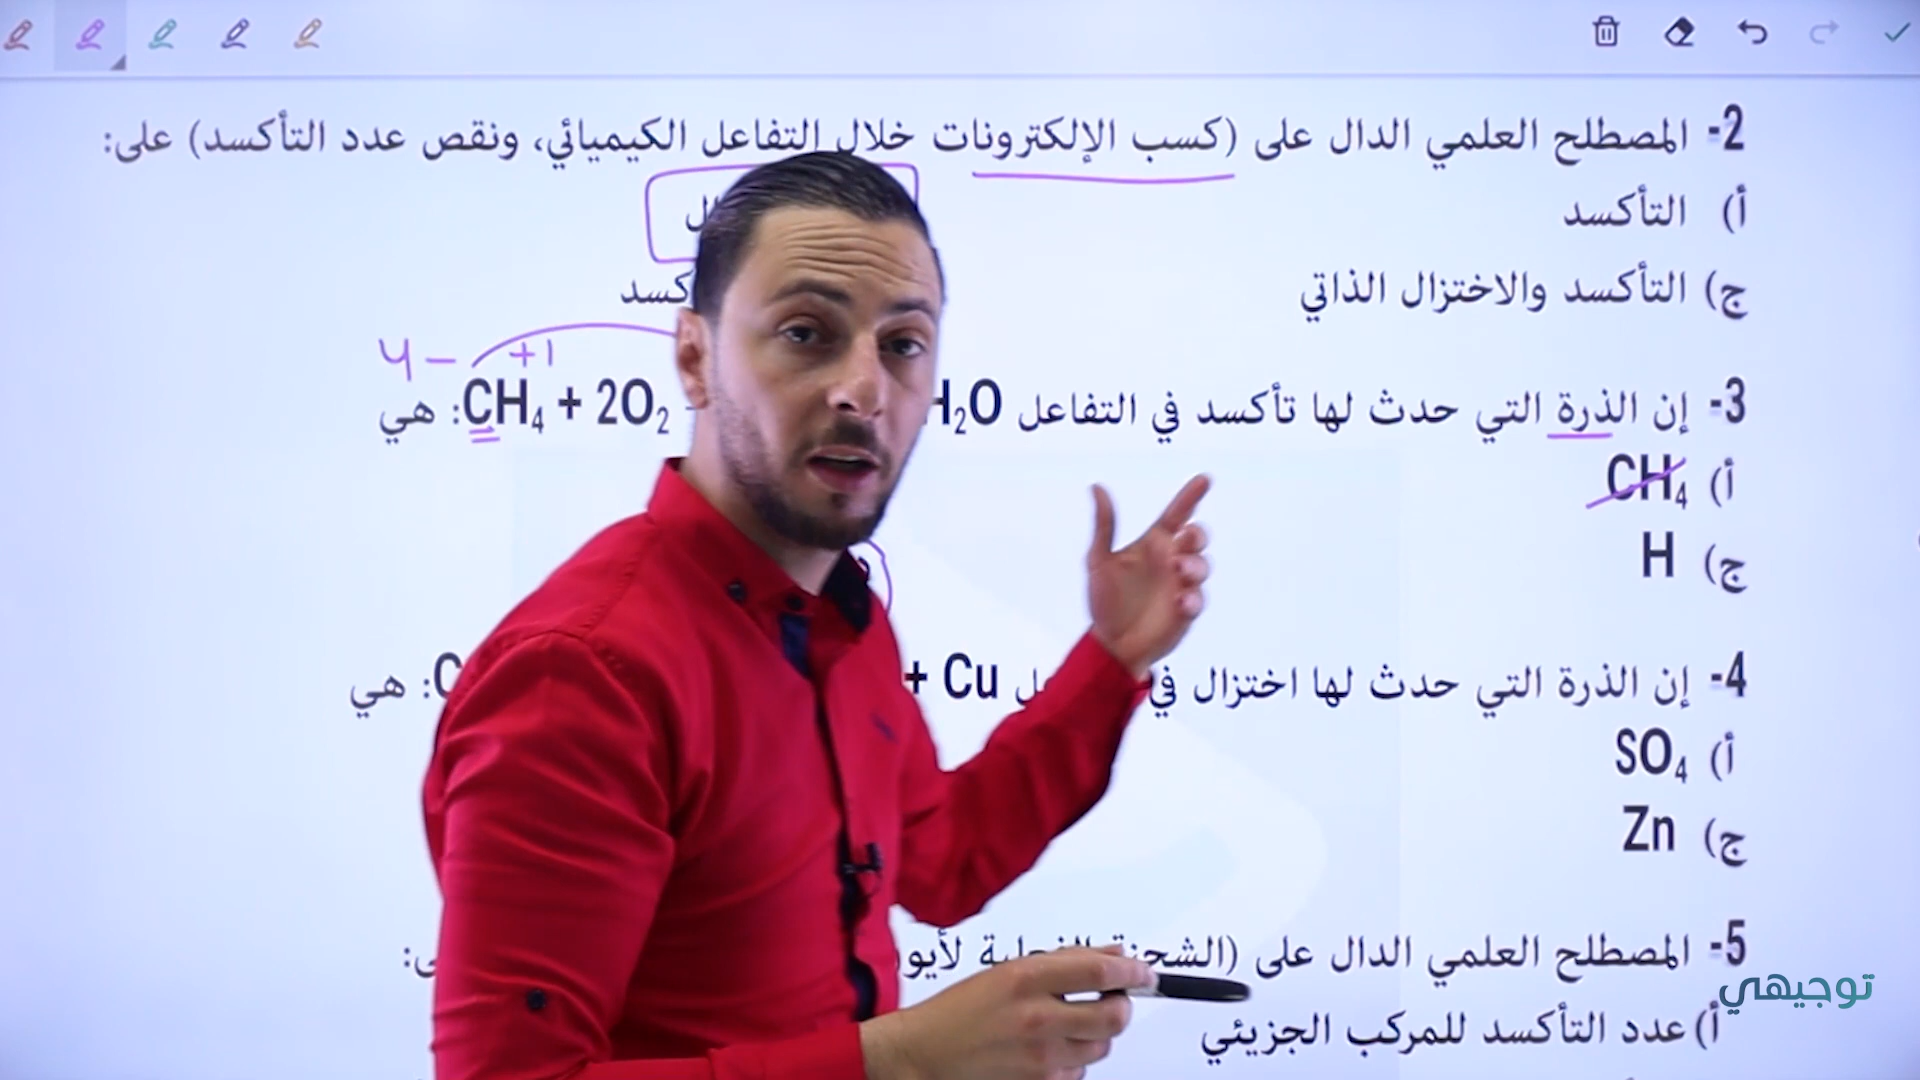 2- المصطلح العلمي الدال على (كسب الإلكترونات خلال التفاعل الكيميائي، ونقص عدد التأكسد) على:
أ) التأكسد
ج) التأكسد والاختزال الذاتي
4 - +1
3- إن الذرة التي حدث لها تأكسد في التفاعل CH4 + 2O2 H2O: هي
أ) CH4
ج) H
4- إن الذرة التي حدث لها اختزال في + Cu: هي
أ) SO4
ج) Zn
5- المصطلح العلمي الدال على (الشحنة الفعلية
أ) عدد التأكسد للمركب الجزيئي
توجيهي